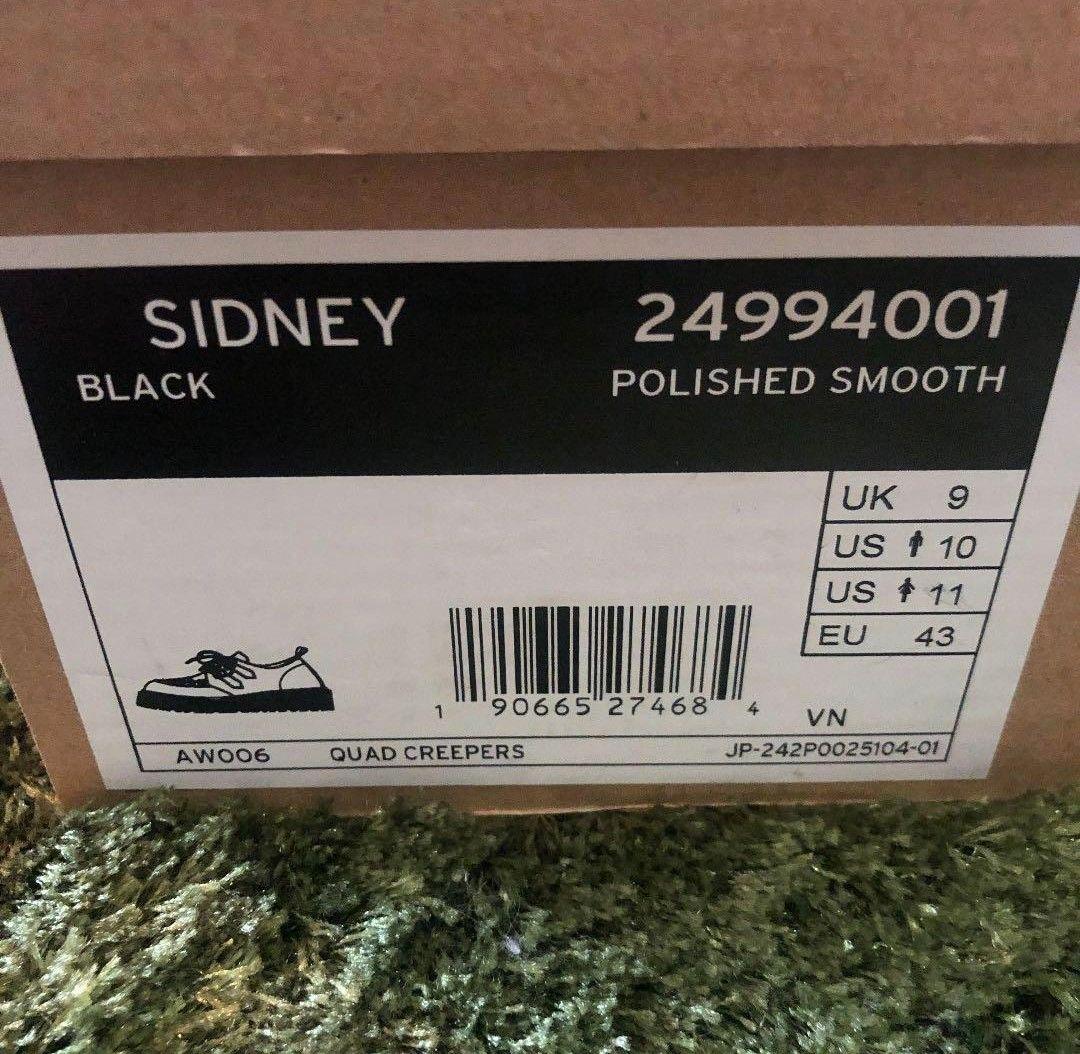 SIDNEY 24994001
BLACK POLISHED SMOOTH
UK 9
US 10
US 11
EU 43
1 90665 27468 4
VN
AW006 QUAD CREEPERS JP-242P0025104-01